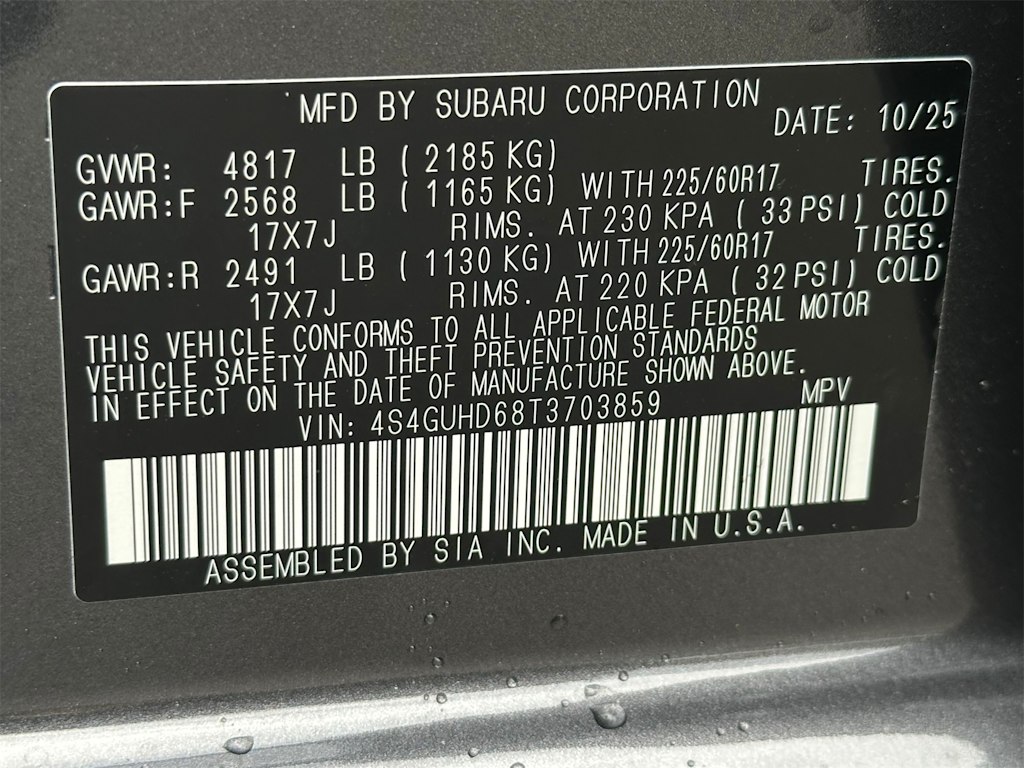 MFD BY SUBARU CORPORATION
DATE: 10/25
GVWR: 4817 LB ( 2185 KG)
GAWR:F 2568 LB ( 1165 KG) WITH 225/60R17 TIRES.
17X7J RIMS. AT 230 KPA ( 33 PSI) COLD
GAWR:R 2491 LB ( 1130 KG) WITH 225/60R17 TIRES.
17X7J RIMS. AT 220 KPA ( 32 PSI) COLD
THIS VEHICLE CONFORMS TO ALL APPLICABLE FEDERAL MOTOR
VEHICLE SAFETY AND THEFT PREVENTION STANDARDS
IN EFFECT ON THE DATE OF MANUFACTURE SHOWN ABOVE.
VIN: 4S4GUHD68T3703859 MPV
ASSEMBLED BY SIA INC. MADE IN U.S.A.